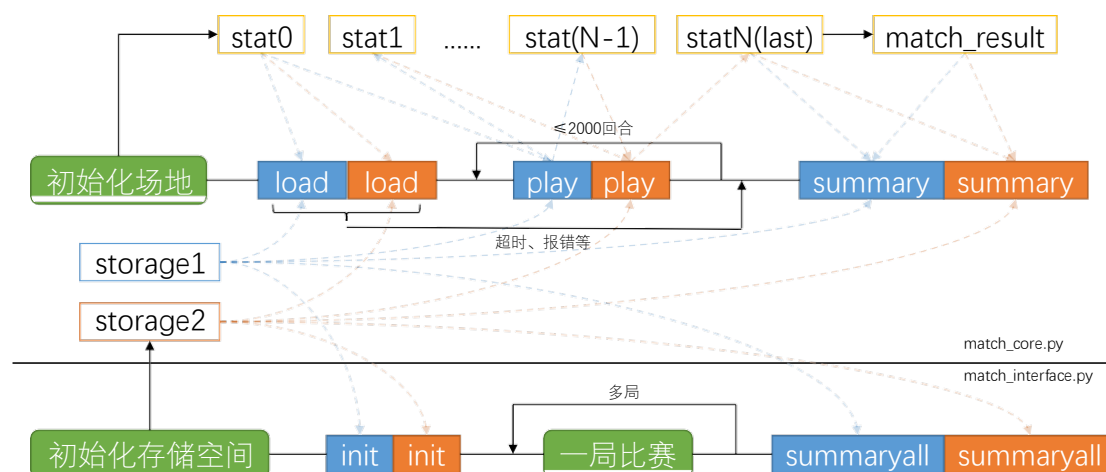 stat0 stat1 ...... stat(N-1) statN(last) match_result
≤2000回合
初始化场地 load load play play summary summary
超时、报错等
storage1
storage2
match_core.py
match_interface.py
多局
初始化存储空间 init init 一局比赛 summaryall summaryall